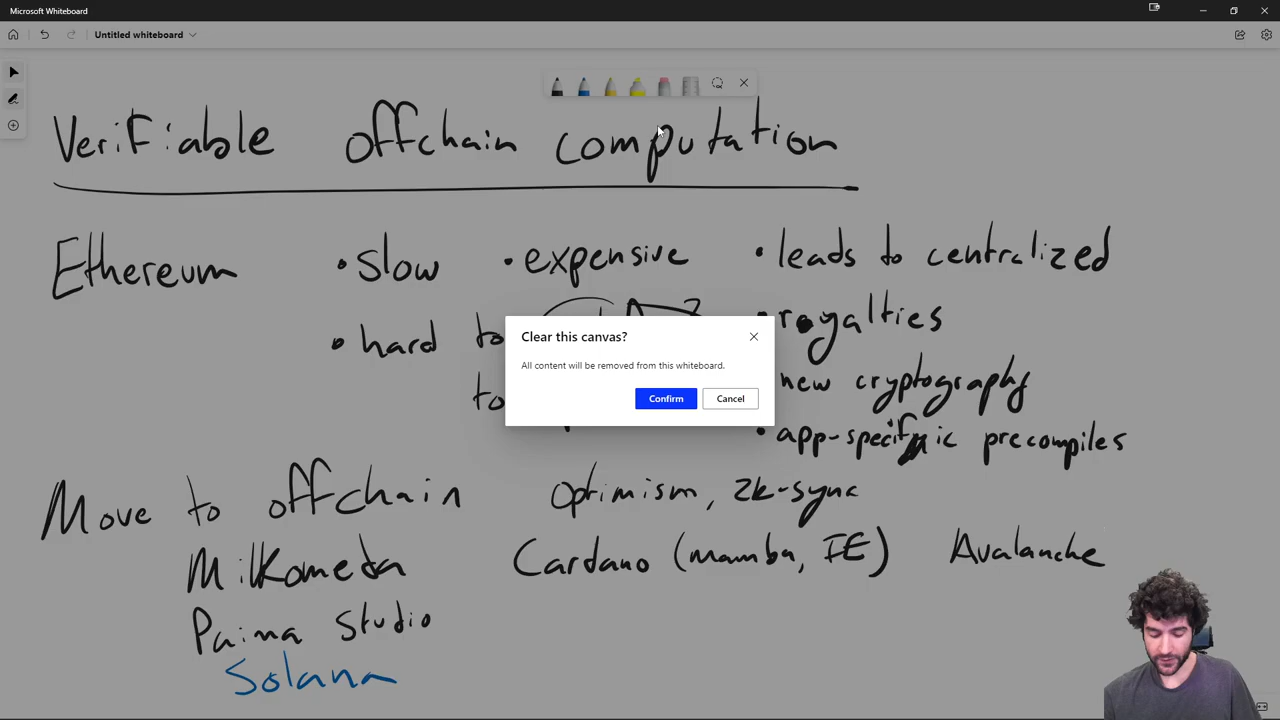 Microsoft Whiteboard
Untitled whiteboard
Verifiable offchain computation
Ethereum • slow • expensive • leads to centralized
• hard to • royalties
to new cryptography
• app-specific precompiles
Clear this canvas?
All content will be removed from this whiteboard.
Confirm Cancel
Move to offchain optimism, zk-sync
Milkomeda Cardano (mamba, IE) Avalanche
Paima Studio
Solana